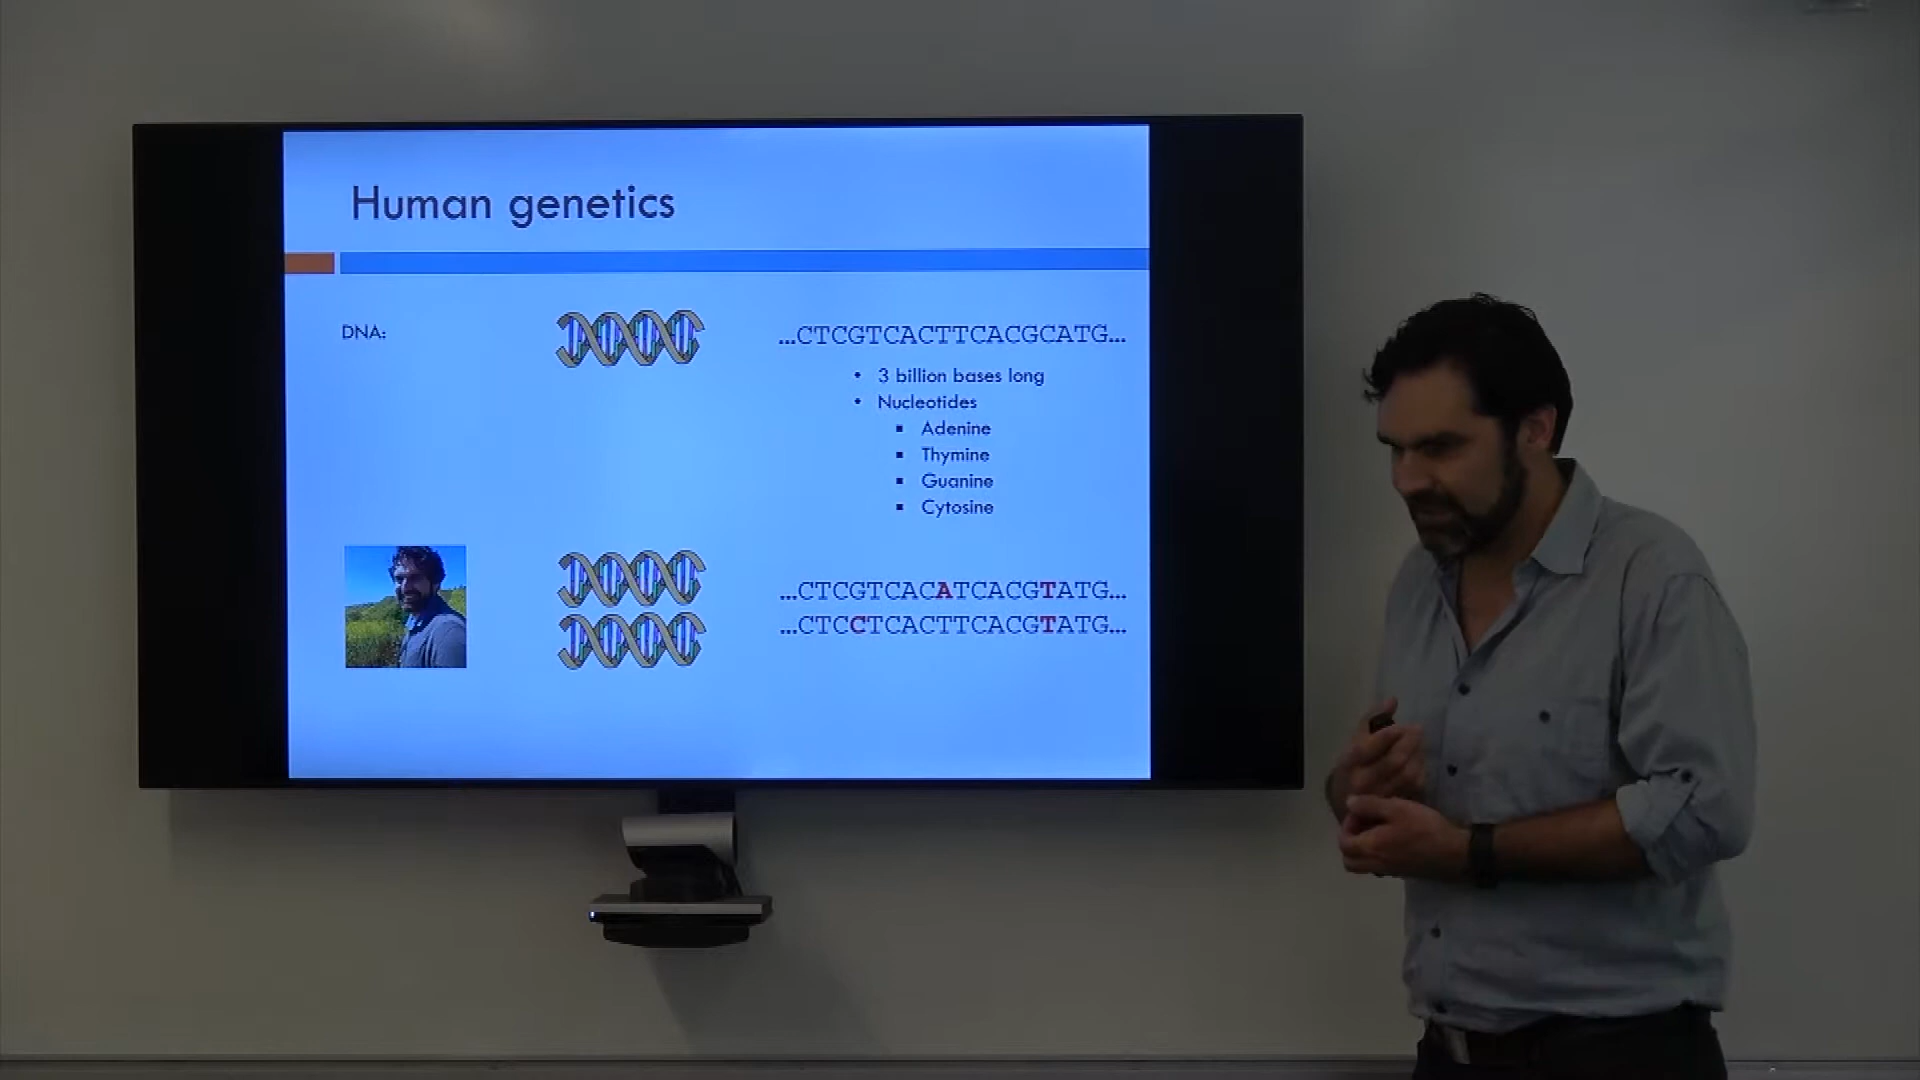 Human genetics
DNA:
...CTCGTCACTTCACGCATG...
• 3 billion bases long
• Nucleotides
▪ Adenine
▪ Thymine
▪ Guanine
▪ Cytosine
...CTCGTCACATCACGTATG...
...CTCCTCACTTCACGTATG...